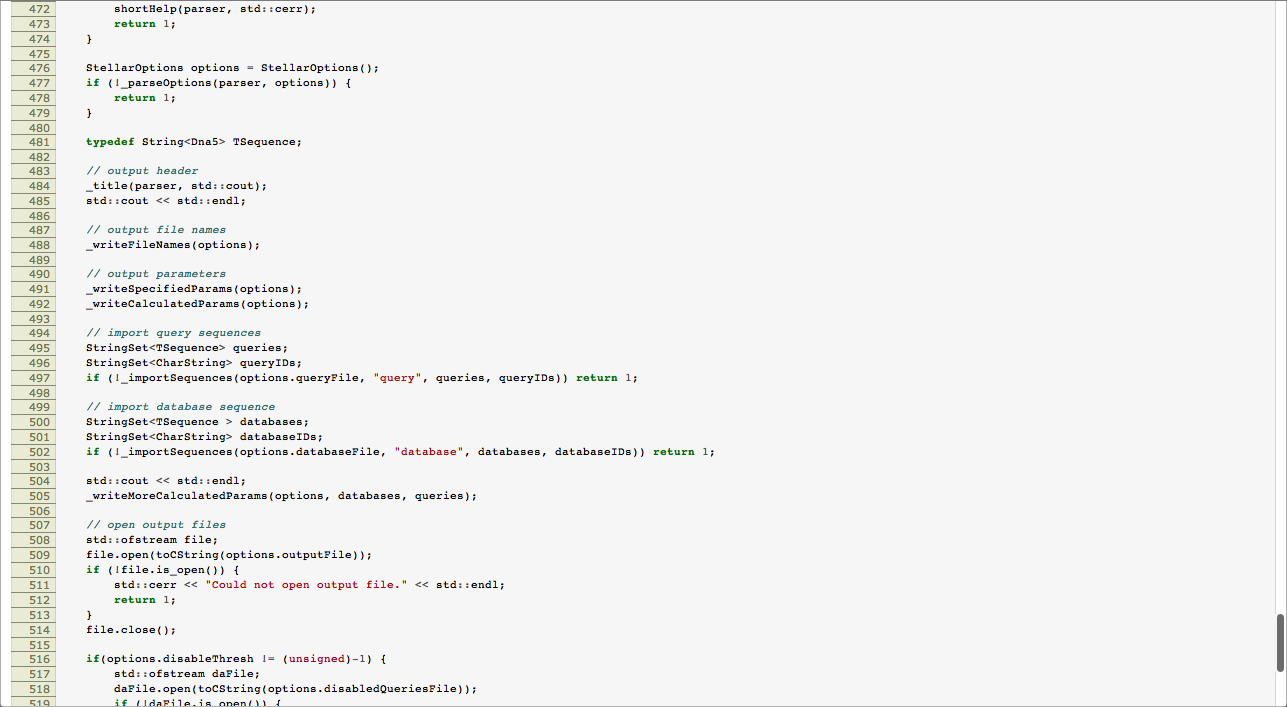 472         shortHelp(parser, std::cerr);
473         return 1;
474     }
475
476     StellarOptions options = StellarOptions();
477     if (!_parseOptions(parser, options)) {
478         return 1;
479     }
480
481     typedef String<Dna5> TSequence;
482
483     // output header
484     _title(parser, std::cout);
485     std::cout << std::endl;
486
487     // output file names
488     _writeFileNames(options);
489
490     // output parameters
491     _writeSpecifiedParams(options);
492     _writeCalculatedParams(options);
493
494     // import query sequences
495     StringSet<TSequence> queries;
496     StringSet<CharString> queryIDs;
497     if (!_importSequences(options.queryFile, "query", queries, queryIDs)) return 1;
498
499     // import database sequence
500     StringSet<TSequence > databases;
501     StringSet<CharString> databaseIDs;
502     if (!_importSequences(options.databaseFile, "database", databases, databaseIDs)) return 1;
503
504     std::cout << std::endl;
505     _writeMoreCalculatedParams(options, databases, queries);
506
507     // open output files
508     std::ofstream file;
509     file.open(toCString(options.outputFile));
510     if (!file.is_open()) {
511         std::cerr << "Could not open output file." << std::endl;
512         return 1;
513     }
514     file.close();
515
516     if(options.disableThresh != (unsigned)-1) {
517         std::ofstream daFile;
518         daFile.open(toCString(options.disabledQueriesFile));
519         if (!daFile.is_open()) {